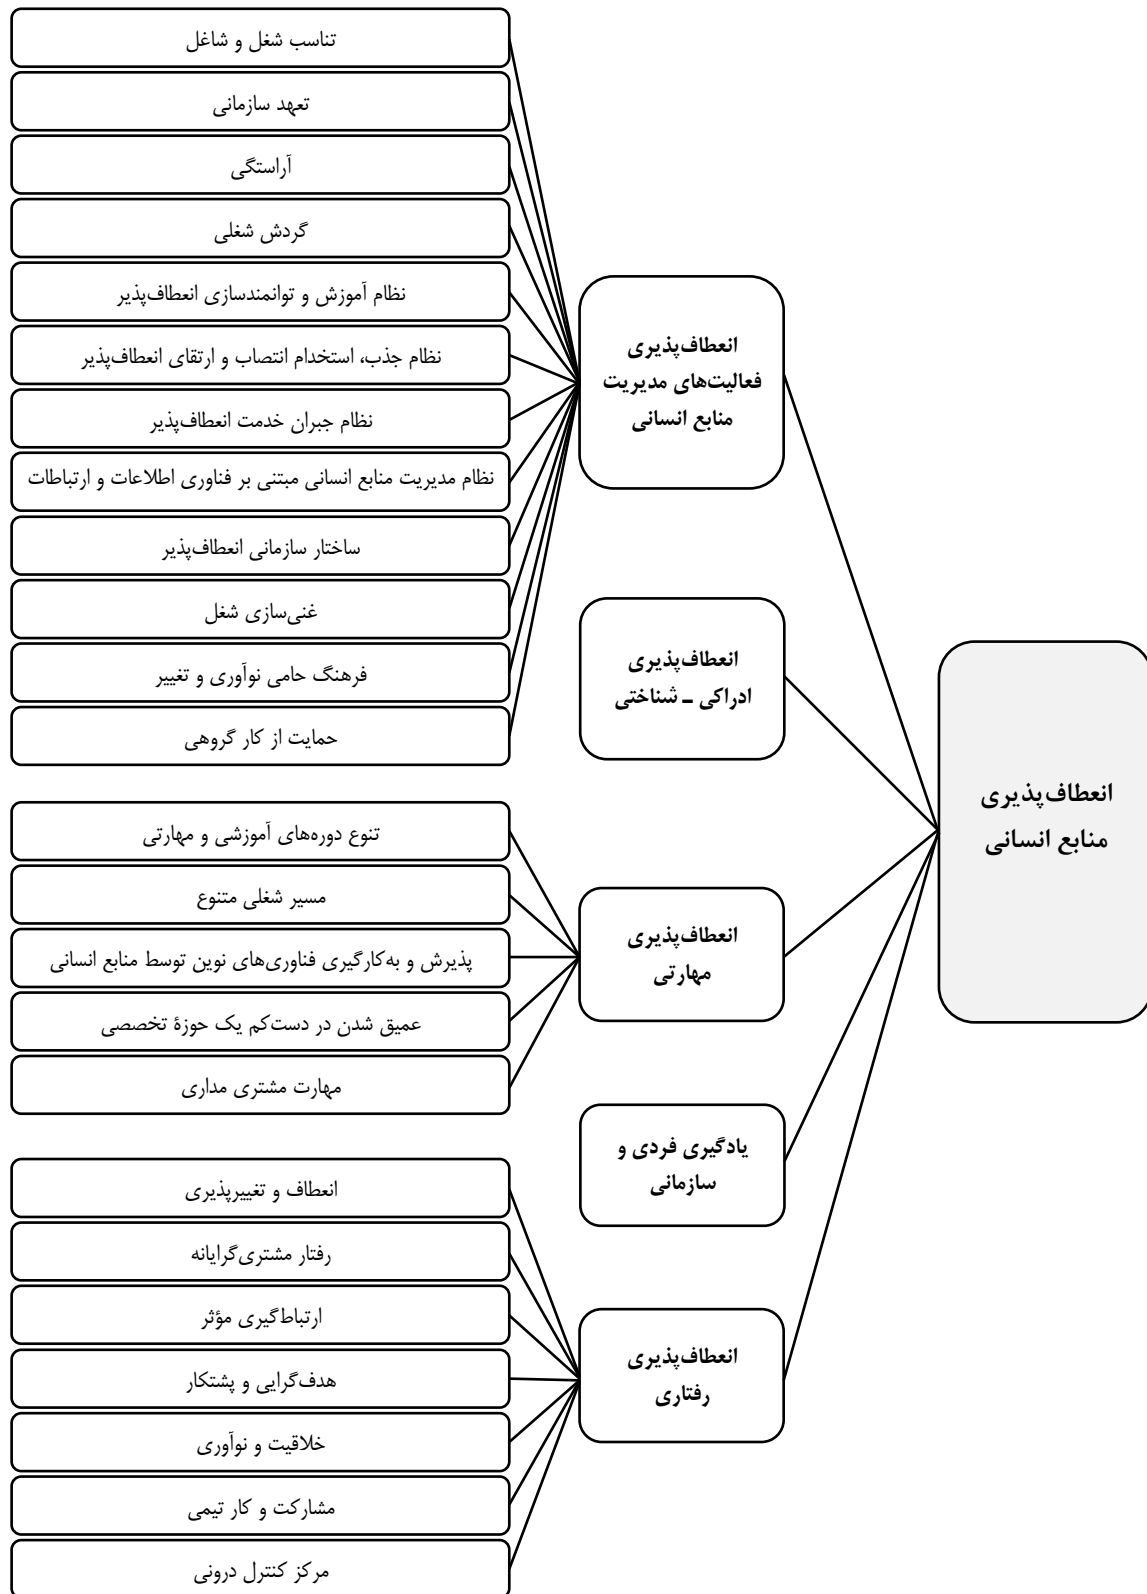 انعطاف‌پذیری
منابع انسانی
انعطاف‌پذیری
فعالیت‌های مدیریت
منابع انسانی
تناسب شغل و شاغل
تعهد سازمانی
آراستگی
گردش شغلی
نظام آموزش و توانمندسازی انعطاف‌پذیر
نظام جذب، استخدام انتصاب و ارتقای انعطاف‌پذیر
نظام جبران خدمت انعطاف‌پذیر
نظام مدیریت منابع انسانی مبتنی بر فناوری اطلاعات و ارتباطات
ساختار سازمانی انعطاف‌پذیر
غنی‌سازی شغل
فرهنگ حامی نوآوری و تغییر
حمایت از کار گروهی
انعطاف‌پذیری
ادراکی ـ شناختی
انعطاف‌پذیری
مهارتی
تنوع دوره‌های آموزشی و مهارتی
مسیر شغلی متنوع
پذیرش و به‌کارگیری فناوری‌های نوین توسط منابع انسانی
عمیق شدن در دست‌کم یک حوزۀ تخصصی
مهارت مشتری مداری
یادگیری فردی و
سازمانی
انعطاف‌پذیری
رفتاری
انعطاف و تغییرپذیری
رفتار مشتری‌گرایانه
ارتباط‌گیری مؤثر
هدف‌گرایی و پشتکار
خلاقیت و نوآوری
مشارکت و کار تیمی
مرکز کنترل درونی